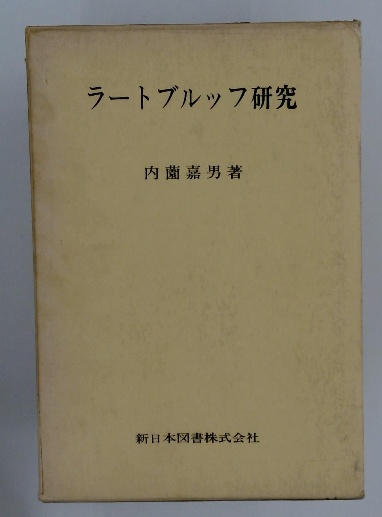 ラートブルッフ研究
内薗嘉男著
新日本図書株式会社